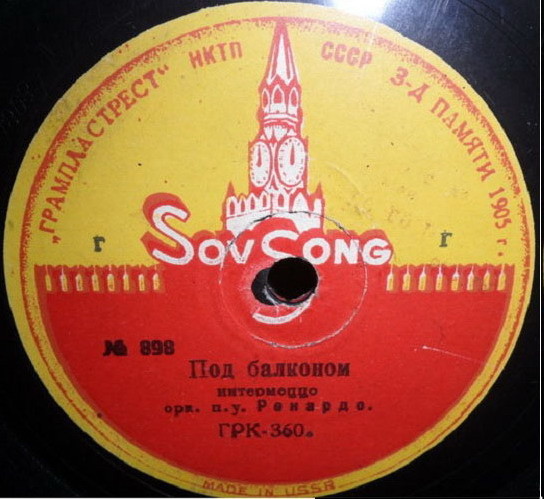 „ГРАМПЛАСТРЕСТ“ НКТП СССР З-Д ПАМЯТИ 1905 г.
г г
SOVSONG
№ 898
Под балконом
интермеццо
орк. п.у. Ренардо.
ГРК-360.
MADE IN USSR